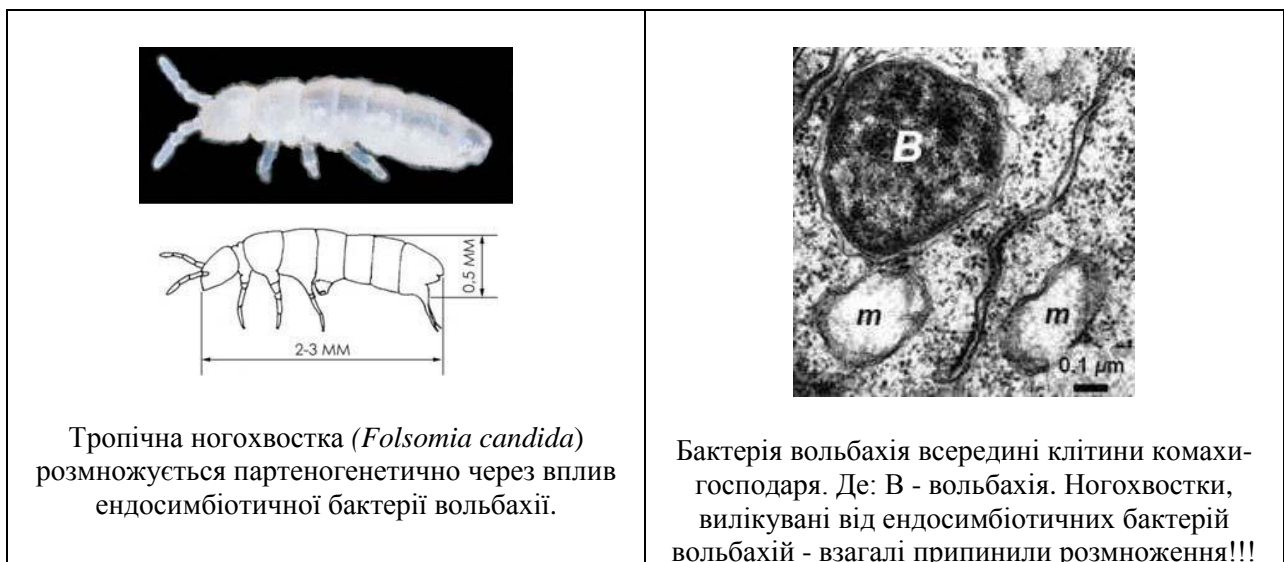 0,5 ММ
2-3 ММ
Тропічна ногохвостка (Folsomia candida)
розмножується партеногенетично через вплив
ендосимбіотичної бактерії вольбахії.
B
m
m
0.1 µm
Бактерія вольбахія всередині клітини комахи-
господаря. Де: В - вольбахія. Ногохвостки,
вилікувані від ендосимбіотичних бактерій
вольбахій - взагалі припинили розмноження!!!